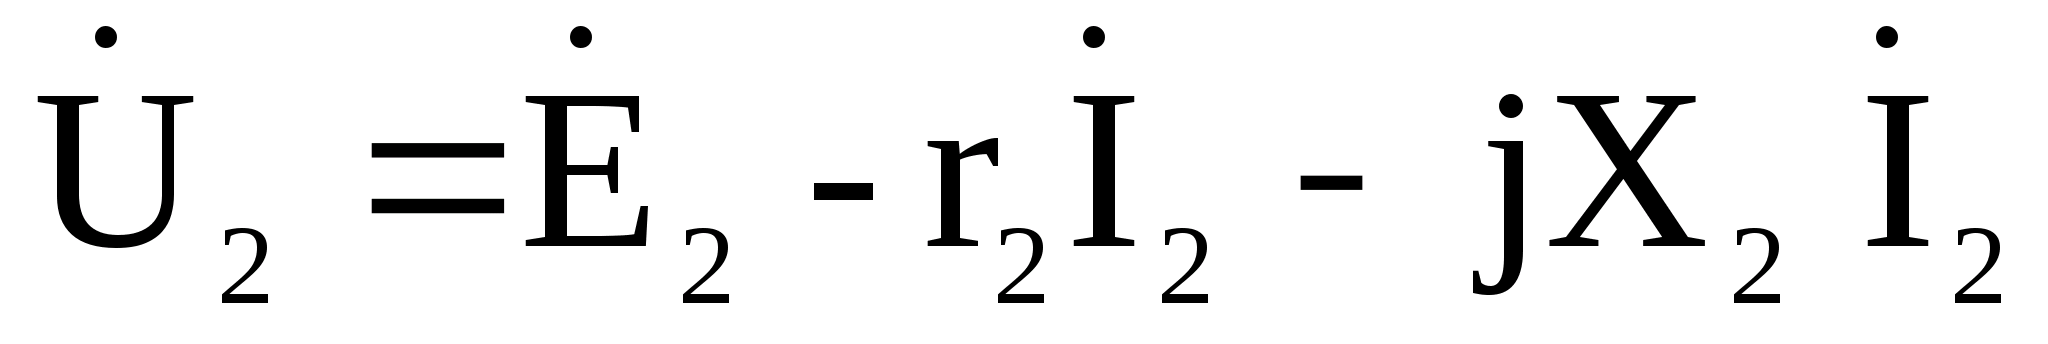 U̇₂ = Ė₂ - r₂İ₂ - jX₂ İ₂